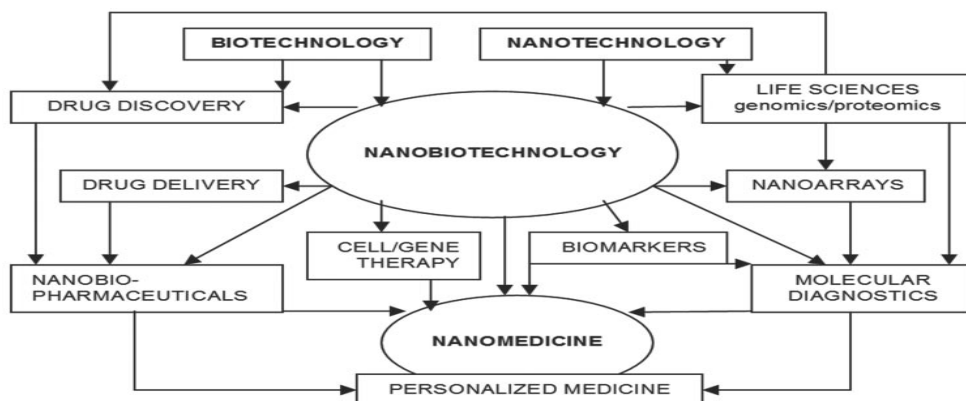 BIOTECHNOLOGY
NANOTECHNOLOGY
DRUG DISCOVERY
LIFE SCIENCES
genomics/proteomics
NANOBIOTECHNOLOGY
DRUG DELIVERY
NANOARRAYS
CELL/GENE
THERAPY
BIOMARKERS
NANOBIO-
PHARMACEUTICALS
MOLECULAR
DIAGNOSTICS
NANOMEDICINE
PERSONALIZED MEDICINE